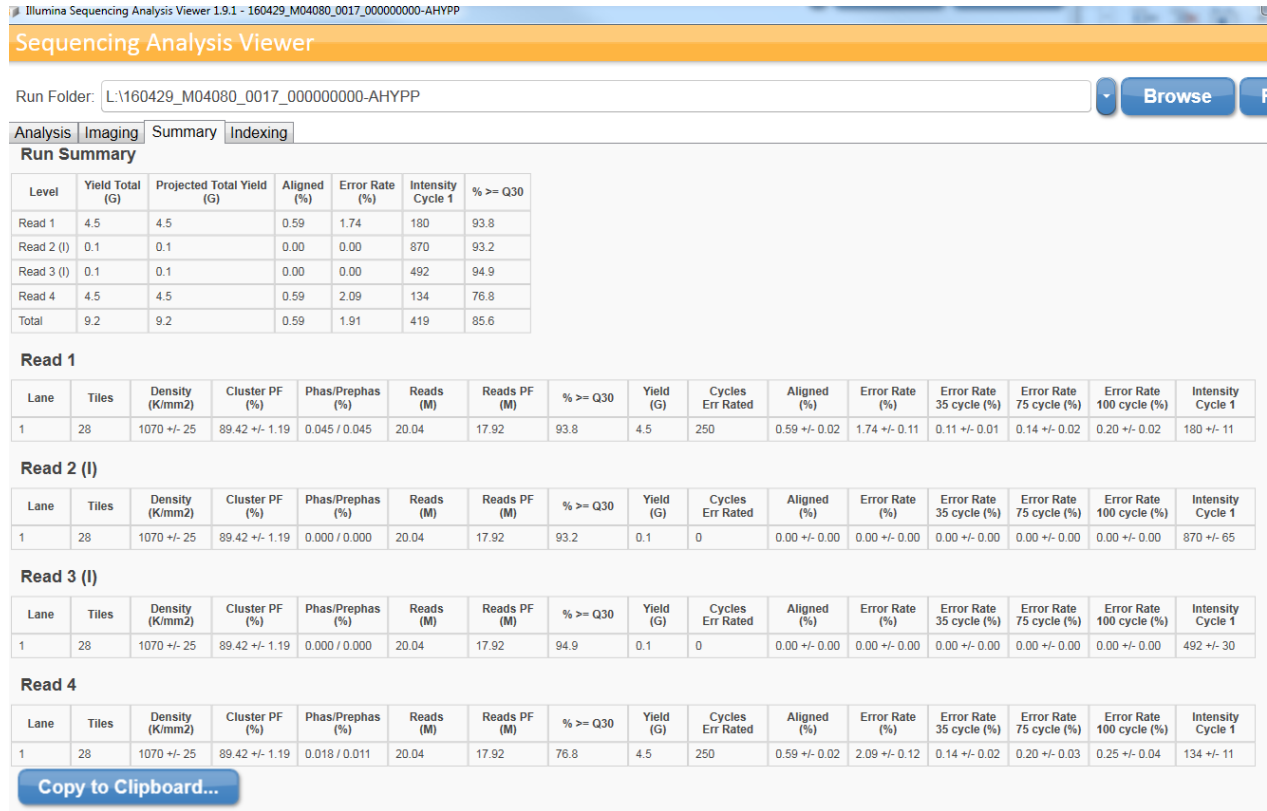 Illumina Sequencing Analysis Viewer 1.9.1 - 160429_M04080_0017_000000000-AHYPP
Sequencing Analysis Viewer
Run Folder: L:\160429_M04080_0017_000000000-AHYPP Browse
Analysis Imaging Summary Indexing
Run Summary
Level Yield Total (G) Projected Total Yield (G) Aligned (%) Error Rate (%) Intensity Cycle 1 % >= Q30
Read 1 4.5 4.5 0.59 1.74 180 93.8
Read 2 (I) 0.1 0.1 0.00 0.00 870 93.2
Read 3 (I) 0.1 0.1 0.00 0.00 492 94.9
Read 4 4.5 4.5 0.59 2.09 134 76.8
Total 9.2 9.2 0.59 1.91 419 85.6
Read 1
Lane Tiles Density (K/mm2) Cluster PF (%) Phas/Prephas (%) Reads (M) Reads PF (M) % >= Q30 Yield (G) Cycles Err Rated Aligned (%) Error Rate (%) Error Rate 35 cycle (%) Error Rate 75 cycle (%) Error Rate 100 cycle (%) Intensity Cycle 1
1 28 1070 +/- 25 89.42 +/- 1.19 0.045 / 0.045 20.04 17.92 93.8 4.5 250 0.59 +/- 0.02 1.74 +/- 0.11 0.11 +/- 0.01 0.14 +/- 0.02 0.20 +/- 0.02 180 +/- 11
Read 2 (I)
Lane Tiles Density (K/mm2) Cluster PF (%) Phas/Prephas (%) Reads (M) Reads PF (M) % >= Q30 Yield (G) Cycles Err Rated Aligned (%) Error Rate (%) Error Rate 35 cycle (%) Error Rate 75 cycle (%) Error Rate 100 cycle (%) Intensity Cycle 1
1 28 1070 +/- 25 89.42 +/- 1.19 0.000 / 0.000 20.04 17.92 93.2 0.1 0 0.00 +/- 0.00 0.00 +/- 0.00 0.00 +/- 0.00 0.00 +/- 0.00 0.00 +/- 0.00 870 +/- 65
Read 3 (I)
Lane Tiles Density (K/mm2) Cluster PF (%) Phas/Prephas (%) Reads (M) Reads PF (M) % >= Q30 Yield (G) Cycles Err Rated Aligned (%) Error Rate (%) Error Rate 35 cycle (%) Error Rate 75 cycle (%) Error Rate 100 cycle (%) Intensity Cycle 1
1 28 1070 +/- 25 89.42 +/- 1.19 0.000 / 0.000 20.04 17.92 94.9 0.1 0 0.00 +/- 0.00 0.00 +/- 0.00 0.00 +/- 0.00 0.00 +/- 0.00 0.00 +/- 0.00 492 +/- 30
Read 4
Lane Tiles Density (K/mm2) Cluster PF (%) Phas/Prephas (%) Reads (M) Reads PF (M) % >= Q30 Yield (G) Cycles Err Rated Aligned (%) Error Rate (%) Error Rate 35 cycle (%) Error Rate 75 cycle (%) Error Rate 100 cycle (%) Intensity Cycle 1
1 28 1070 +/- 25 89.42 +/- 1.19 0.018 / 0.011 20.04 17.92 76.8 4.5 250 0.59 +/- 0.02 2.09 +/- 0.12 0.14 +/- 0.02 0.20 +/- 0.03 0.25 +/- 0.04 134 +/- 11
Copy to Clipboard...